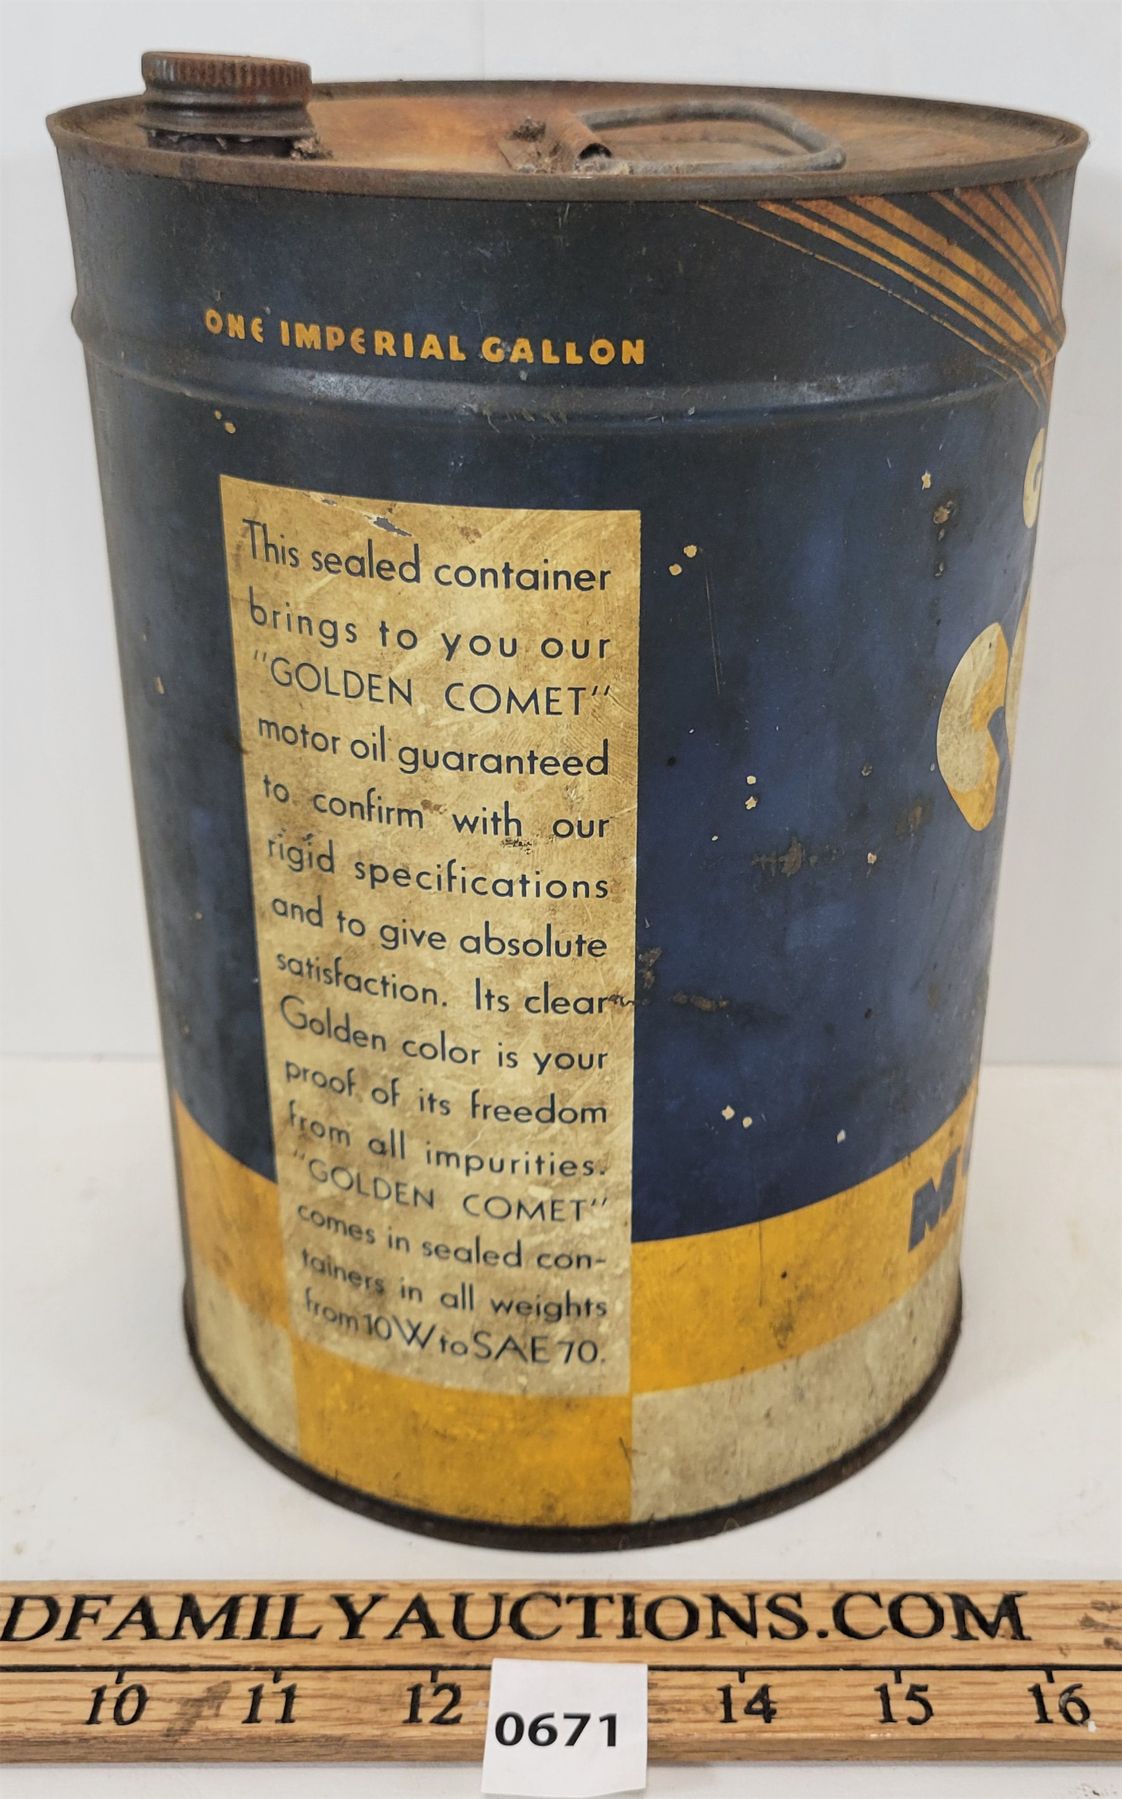 ONE IMPERIAL GALLON
This sealed container
brings to you our
"GOLDEN COMET"
motor oil guaranteed
to confirm with our
rigid specifications
and to give absolute
satisfaction. Its clear
Golden color is your
proof of its freedom
from all impurities.
"GOLDEN COMET"
comes in sealed con-
tainers in all weights
from 10W to SAE 70.
DFAMILYAUCTIONS.COM
10 11 12 14 15 16
0671